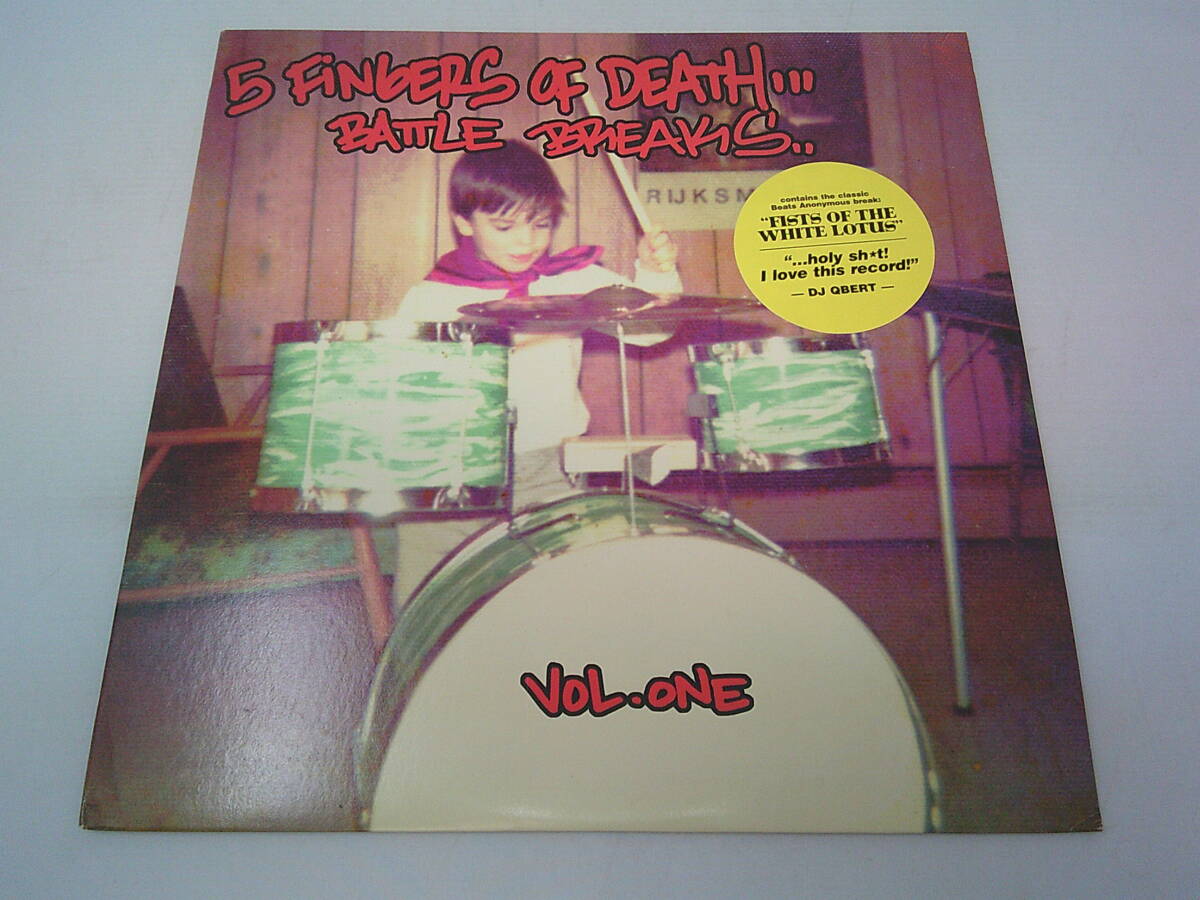 5 FiNGERS OF DEATH...
BATTLE BREAKS..
RIJKSM
contains the classic
Beats Anonymous break:
"FISTS OF THE
WHITE LOTUS"
"...holy sh*t!
I love this record!"
— DJ QBERT —
VOL.ONE